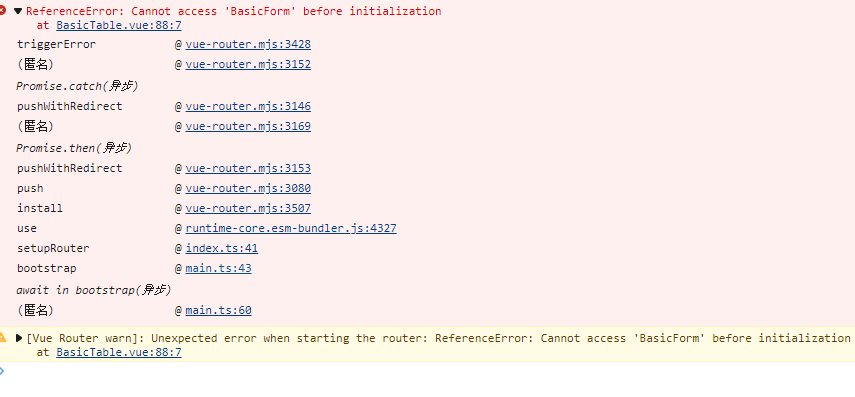 ReferenceError: Cannot access 'BasicForm' before initialization
at BasicTable.vue:88:7
triggerError @ vue-router.mjs:3428
(匿名) @ vue-router.mjs:3152
Promise.catch(异步)
pushWithRedirect @ vue-router.mjs:3146
(匿名) @ vue-router.mjs:3169
Promise.then(异步)
pushWithRedirect @ vue-router.mjs:3153
push @ vue-router.mjs:3080
install @ vue-router.mjs:3507
use @ runtime-core.esm-bundler.js:4327
setupRouter @ index.ts:41
bootstrap @ main.ts:43
await in bootstrap(异步)
(匿名) @ main.ts:60
[Vue Router warn]: Unexpected error when starting the router: ReferenceError: Cannot access 'BasicForm' before initialization
at BasicTable.vue:88:7